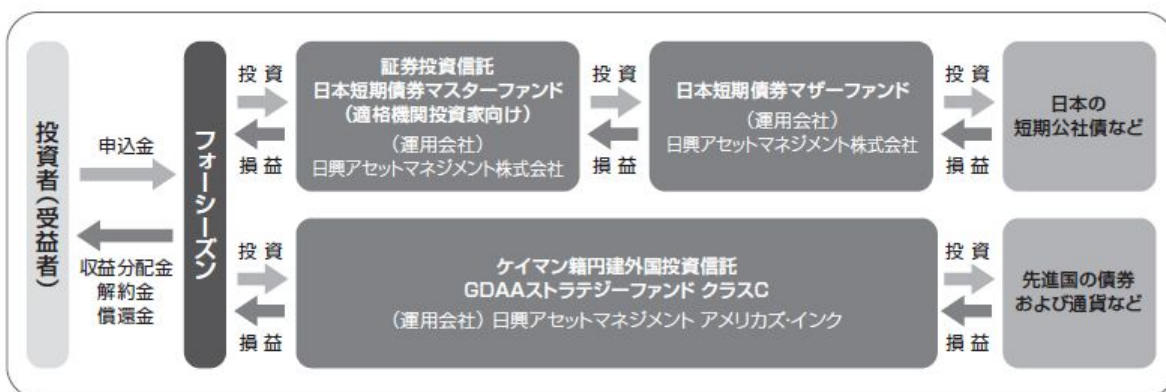 投資者(受益者)
申込金
収益分配金
解約金
償還金
フォーシーズン
投資
損益
証券投資信託
日本短期債券マスターファンド
(適格機関投資家向け)
(運用会社)
日興アセットマネジメント株式会社
投資
損益
日本短期債券マザーファンド
(運用会社)
日興アセットマネジメント株式会社
投資
損益
日本の
短期公社債など
投資
損益
ケイマン籍円建外国投資信託
GDAAストラテジーファンド クラスC
(運用会社) 日興アセットマネジメント アメリカズ・インク
投資
損益
先進国の債券
および通貨など